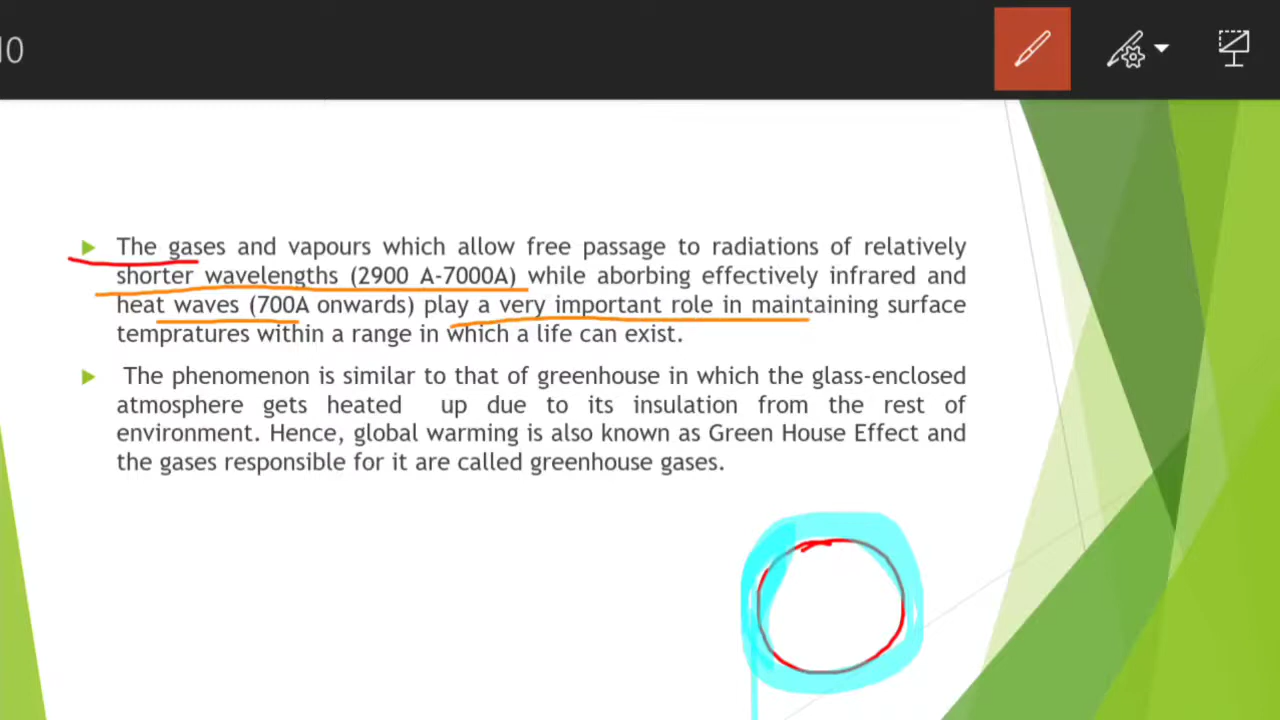 10
The gases and vapours which allow free passage to radiations of relatively
shorter wavelengths (2900 A-7000A) while aborbing effectively infrared and
heat waves (700A onwards) play a very important role in maintaining surface
tempratures within a range in which a life can exist.
The phenomenon is similar to that of greenhouse in which the glass-enclosed
atmosphere gets heated up due to its insulation from the rest of
environment. Hence, global warming is also known as Green House Effect and
the gases responsible for it are called greenhouse gases.